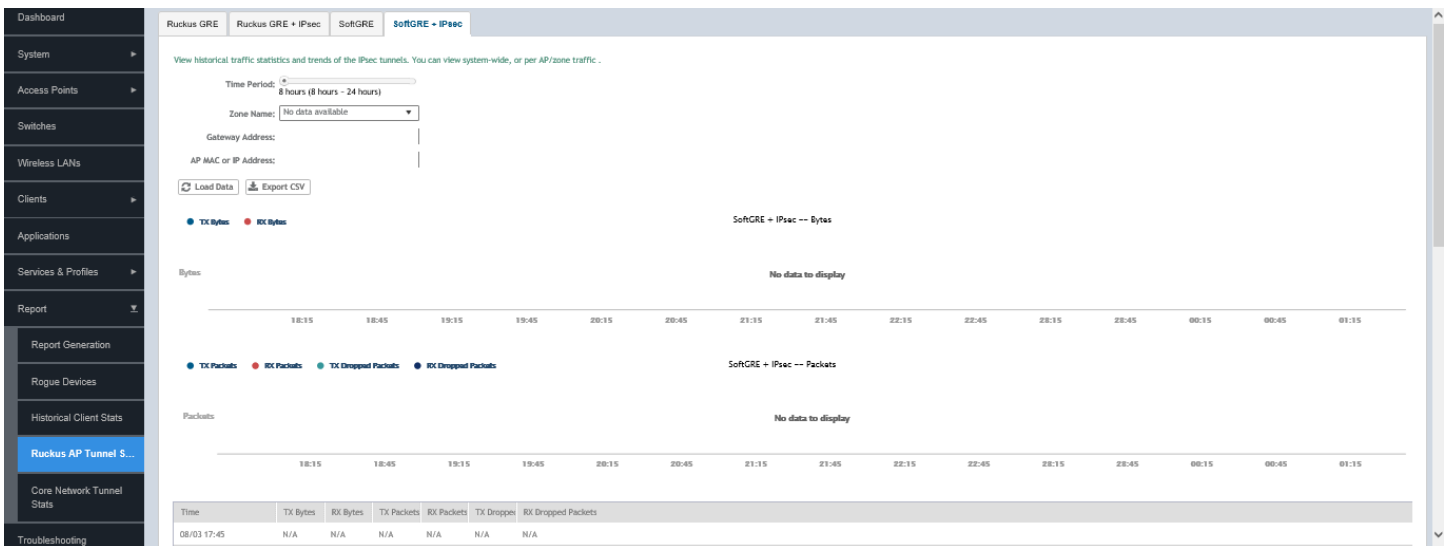 Dashboard
System
Access Points
Switches
Wireless LANs
Clients
Applications
Services & Profiles
Report
Report Generation
Rogue Devices
Historical Client Stats
Ruckus AP Tunnel S...
Core Network Tunnel
Stats
Troubleshooting
Ruckus GRE Ruckus GRE + IPsec SoftGRE SoftGRE + IPsec
View historical traffic statistics and trends of the IPsec tunnels. You can view system-wide, or per AP/zone traffic .
Time Period:
8 hours (8 hours - 24 hours)
Zone Name: No data available
Gateway Address:
AP MAC or IP Address:
Load Data Export CSV
TX Bytes RX Bytes SoftGRE + IPsec -- Bytes
Bytes No data to display
18:15 18:45 19:15 19:45 20:15 20:45 21:15 21:45 22:15 22:45 23:15 23:45 00:15 00:45 01:15
TX Packets RX Packets TX Dropped Packets RX Dropped Packets SoftGRE + IPsec -- Packets
Packets No data to display
18:15 18:45 19:15 19:45 20:15 20:45 21:15 21:45 22:15 22:45 23:15 23:45 00:15 00:45 01:15
Time TX Bytes RX Bytes TX Packets RX Packets TX Dropped RX Dropped Packets
08/03 17:45 N/A N/A N/A N/A N/A N/A